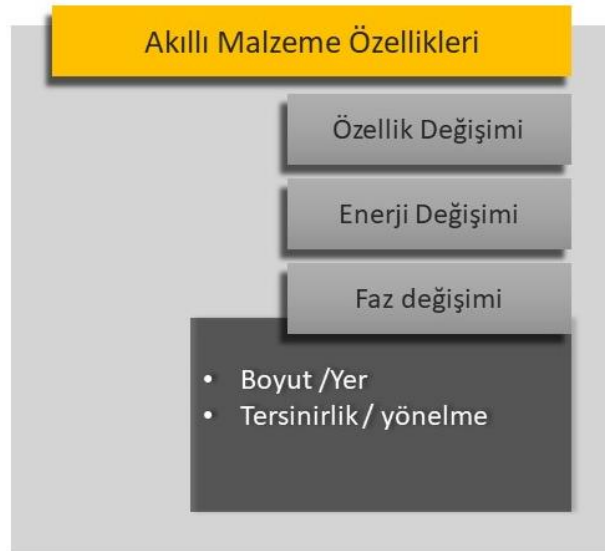 Akıllı Malzeme Özellikleri
Özellik Değişimi
Enerji Değişimi
Faz değişimi
• Boyut /Yer
• Tersinirlik / yönelme